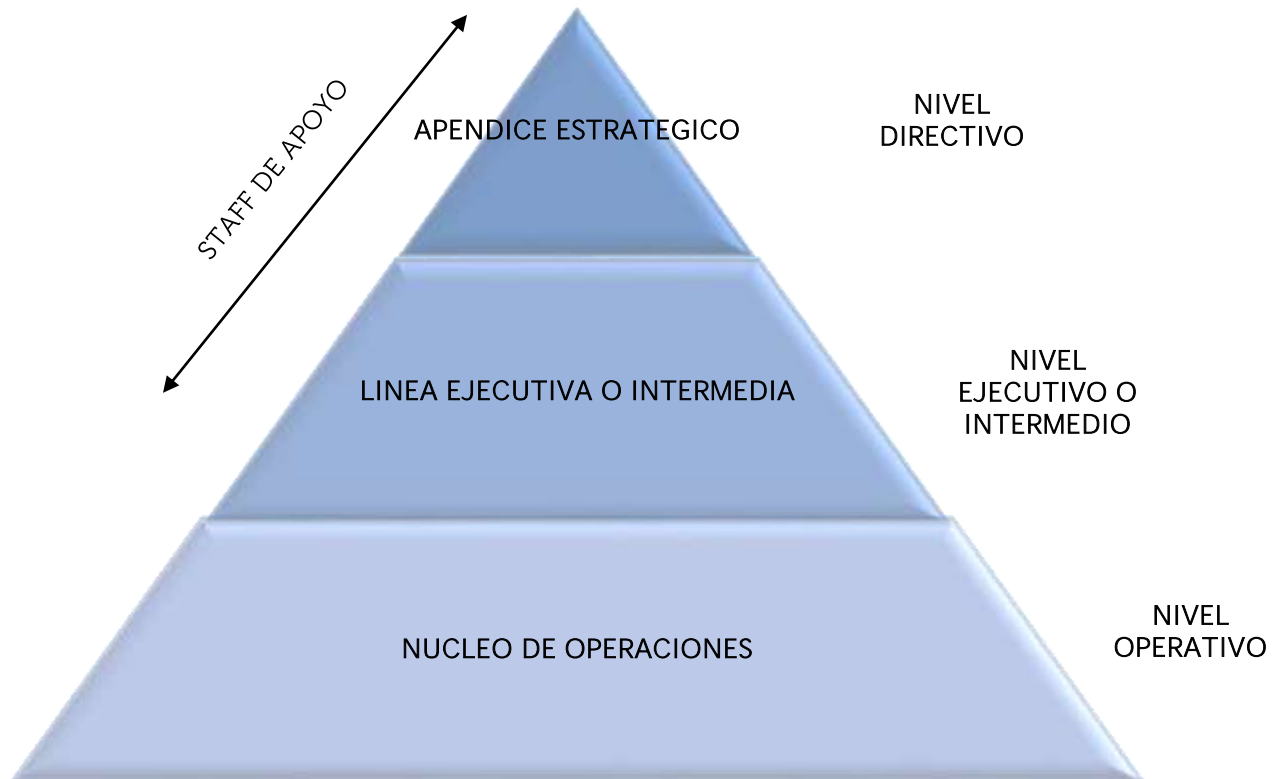 STAFF DE APOYO
APENDICE ESTRATEGICO
NIVEL
DIRECTIVO
LINEA EJECUTIVA O INTERMEDIA
NIVEL
EJECUTIVO O
INTERMEDIO
NUCLEO DE OPERACIONES
NIVEL
OPERATIVO